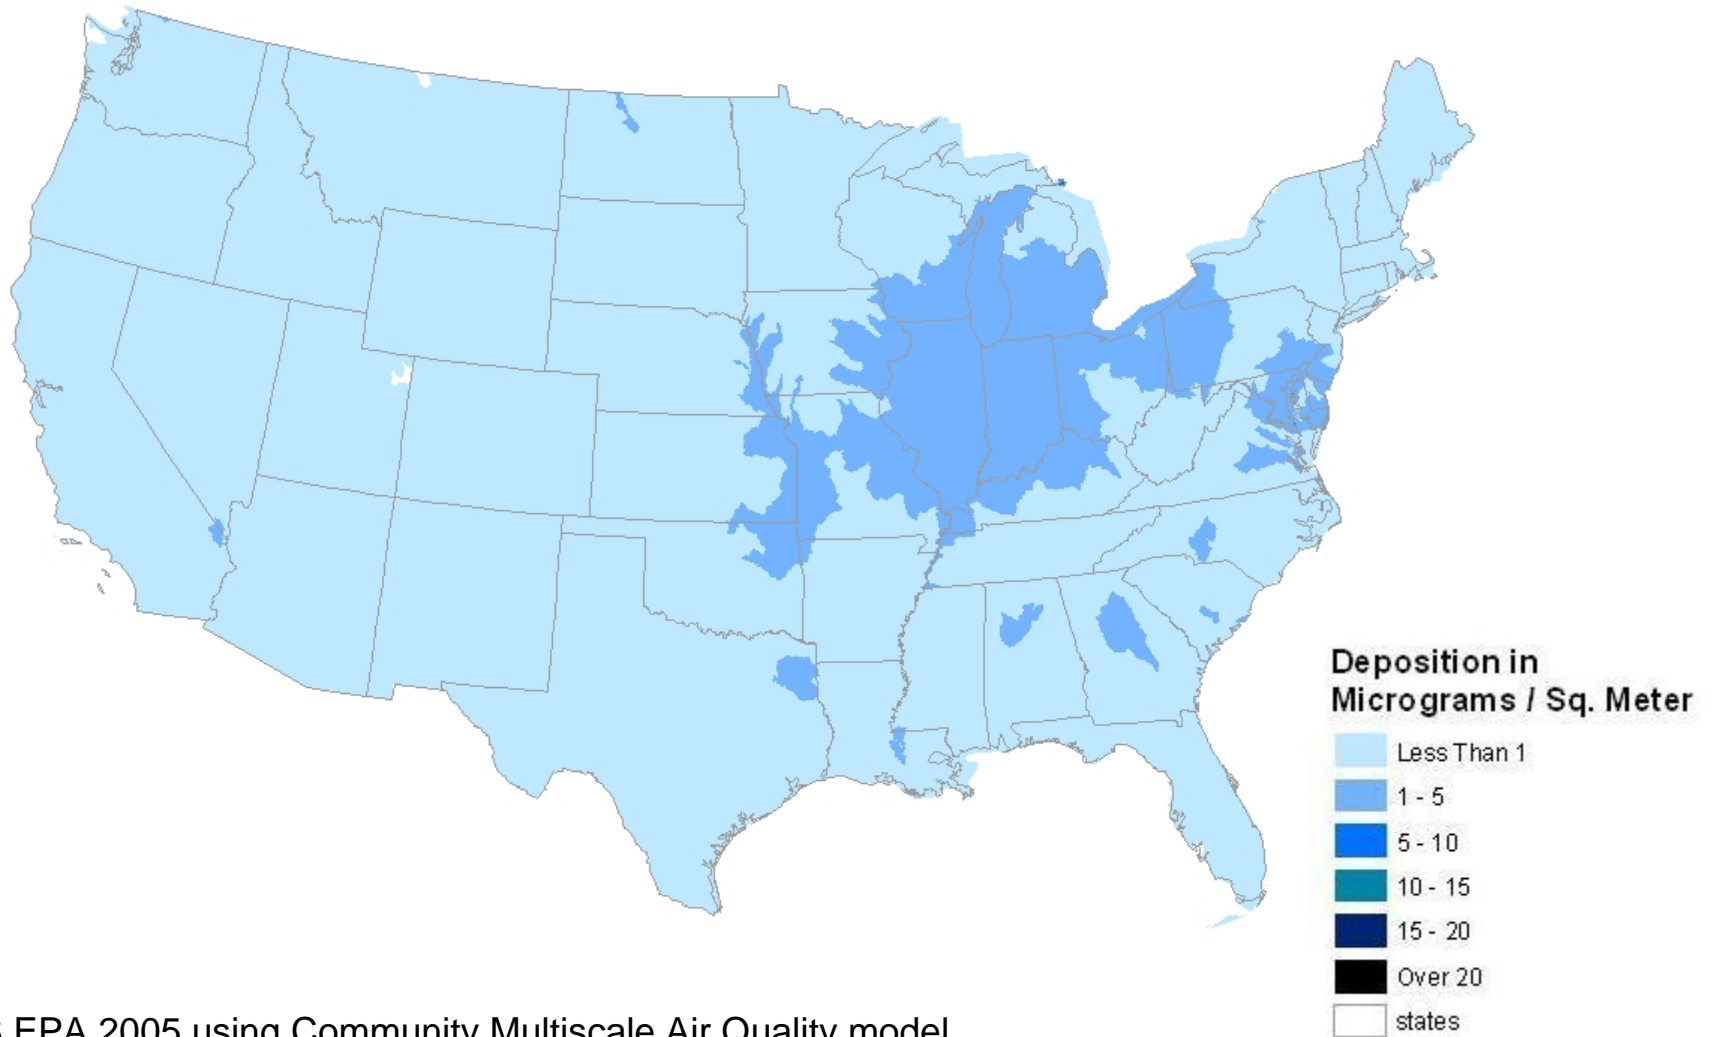 Deposition in
Micrograms / Sq. Meter
Less Than 1
1 - 5
5 - 10
10 - 15
15 - 20
Over 20
states
EPA 2005 using Community Multiscale Air Quality model